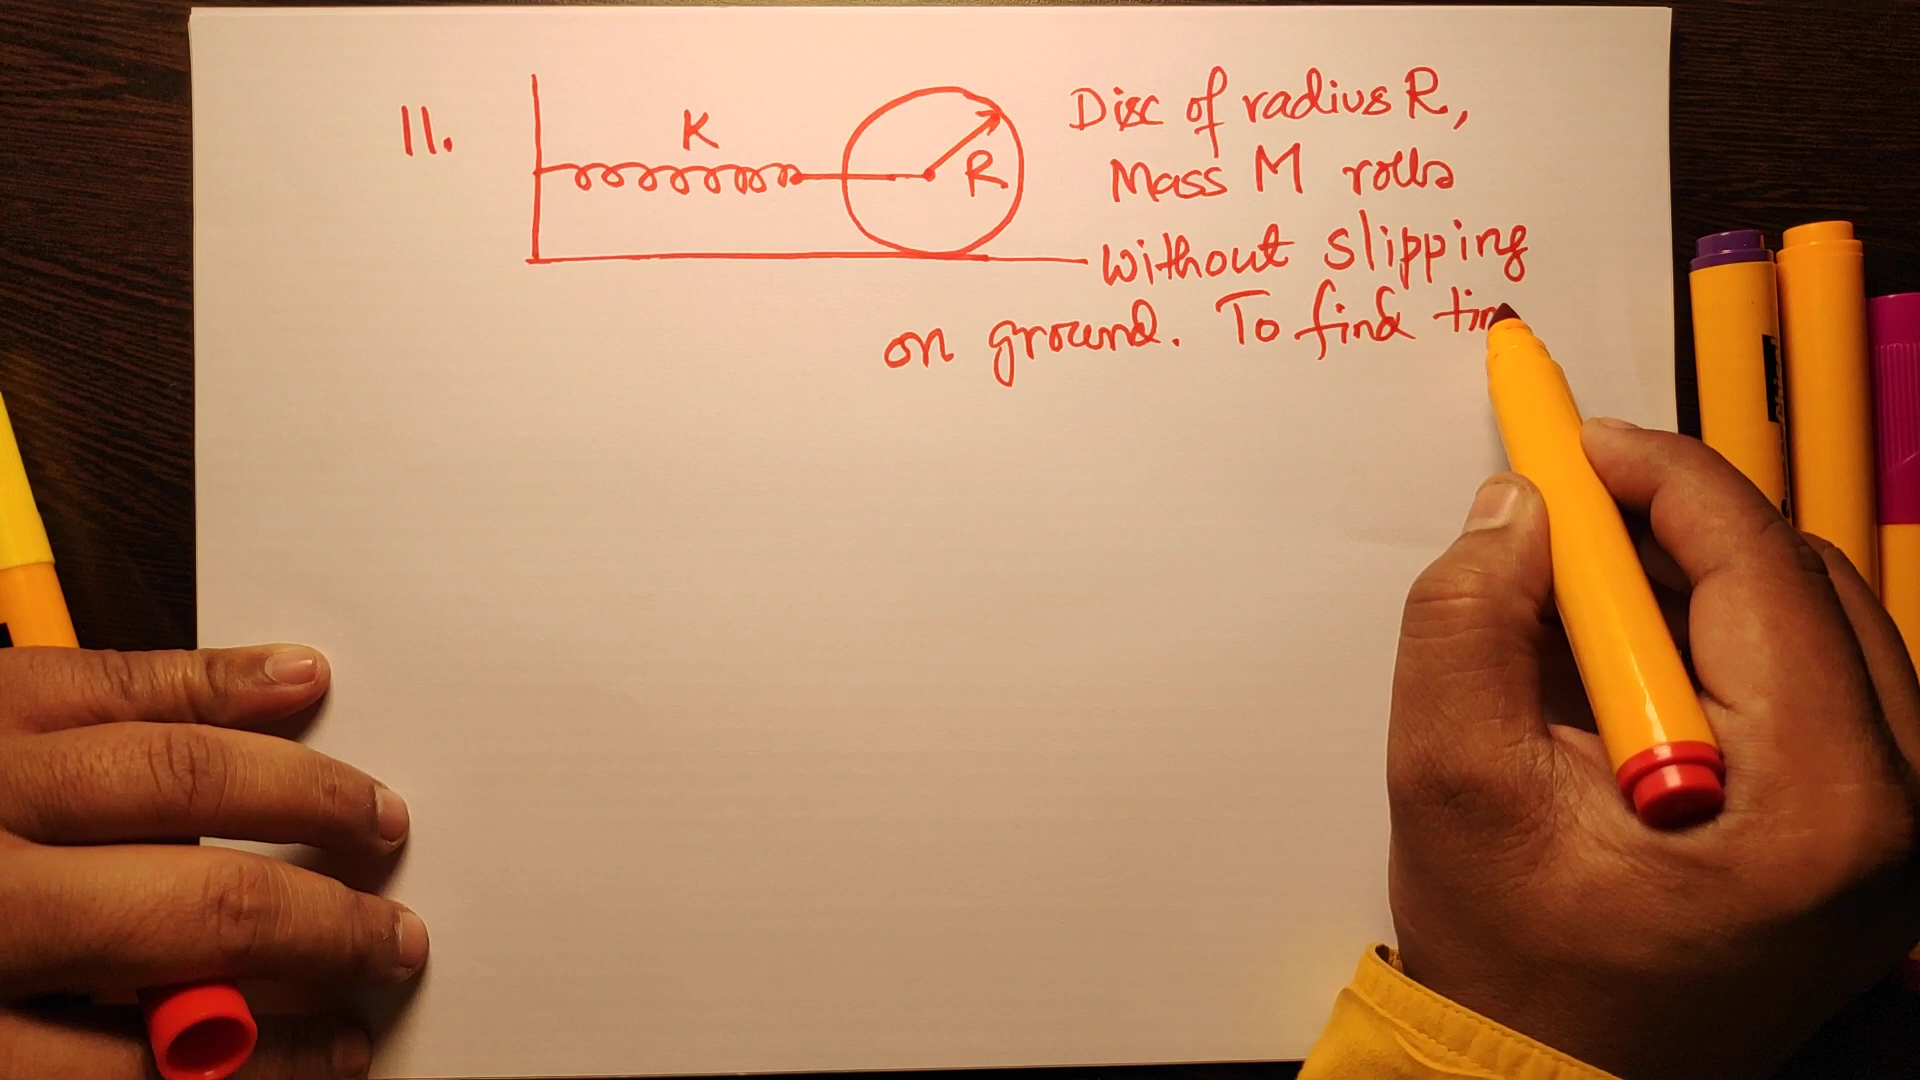 11.
K
R
Disc of radius R,
Mass M rolls
without slipping
on ground. To find